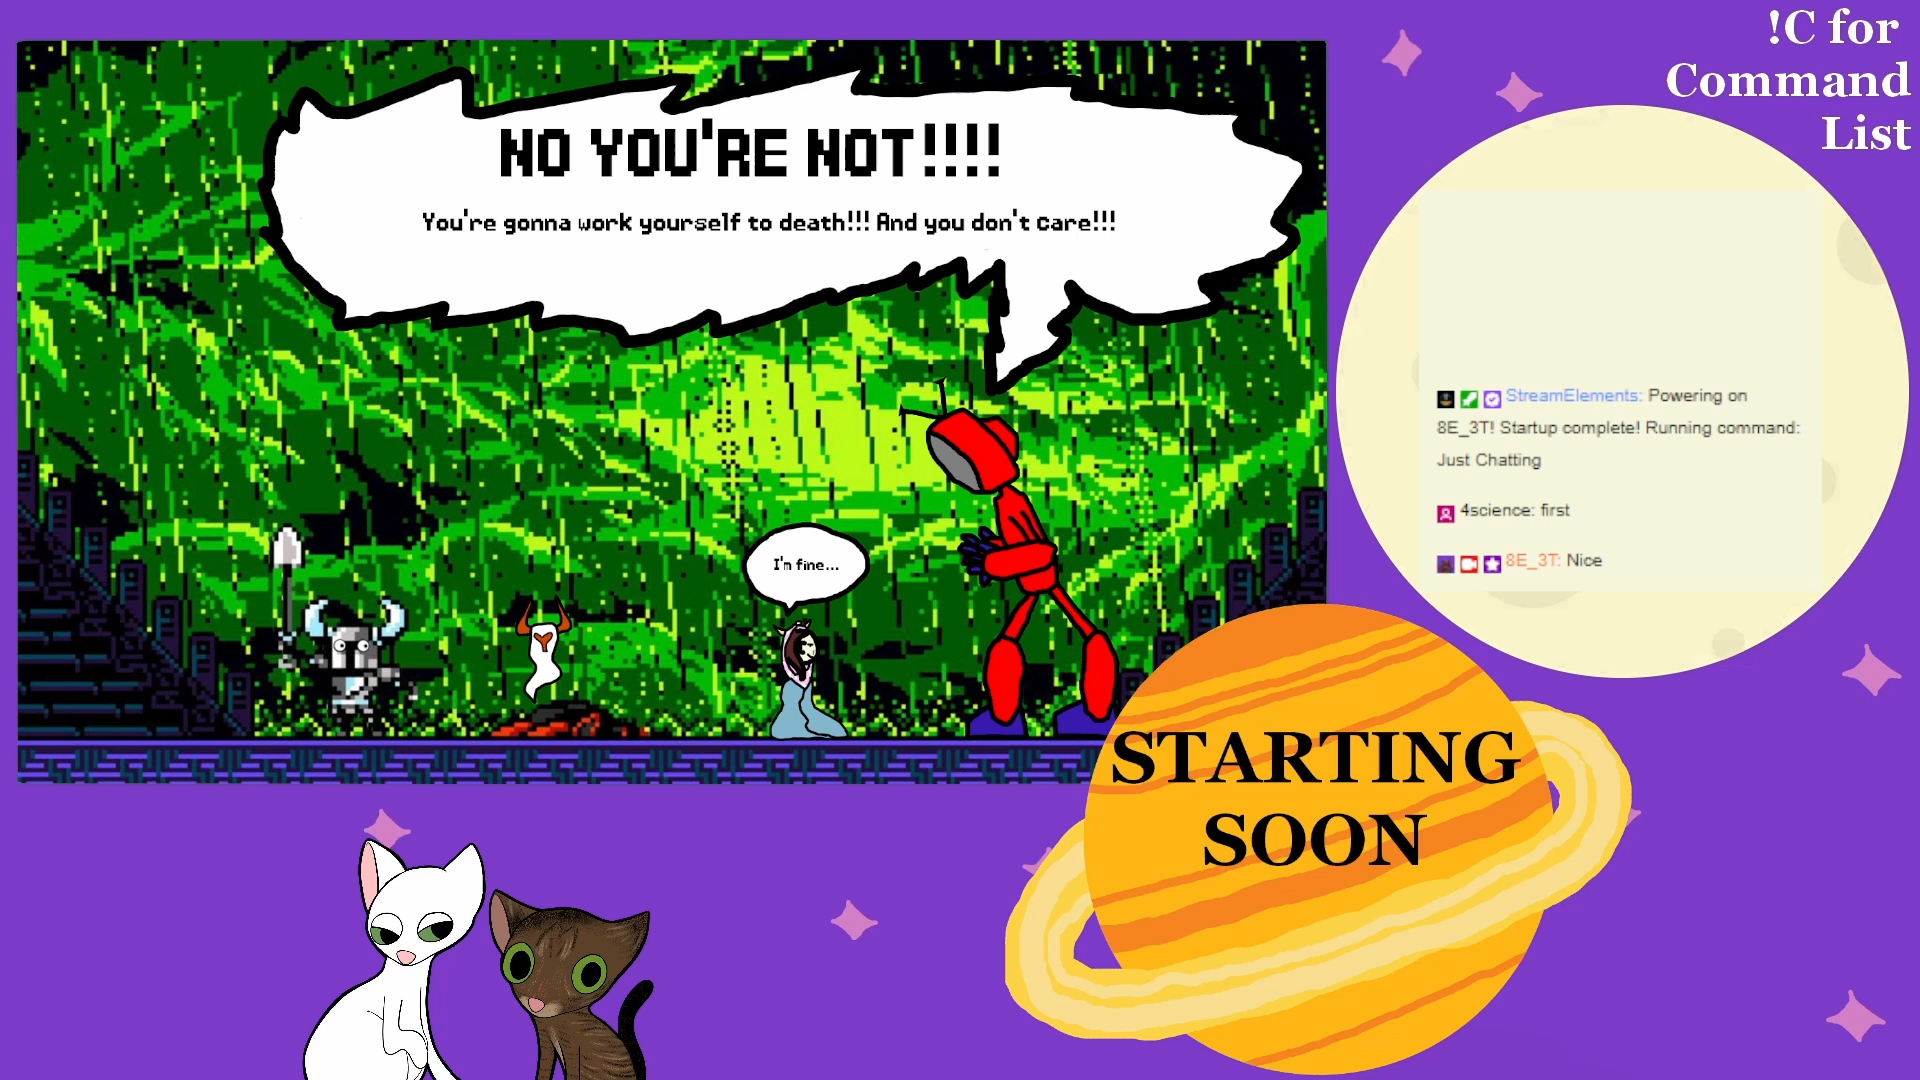 !C for
Command
List
NO YOU'RE NOT!!!!
You're gonna work yourself to death!!! And you don't care!!!
I'm fine...
StreamElements: Powering on
8E_3T! Startup complete! Running command:
Just Chatting
4science: first
8E_3T: Nice
STARTING
SOON